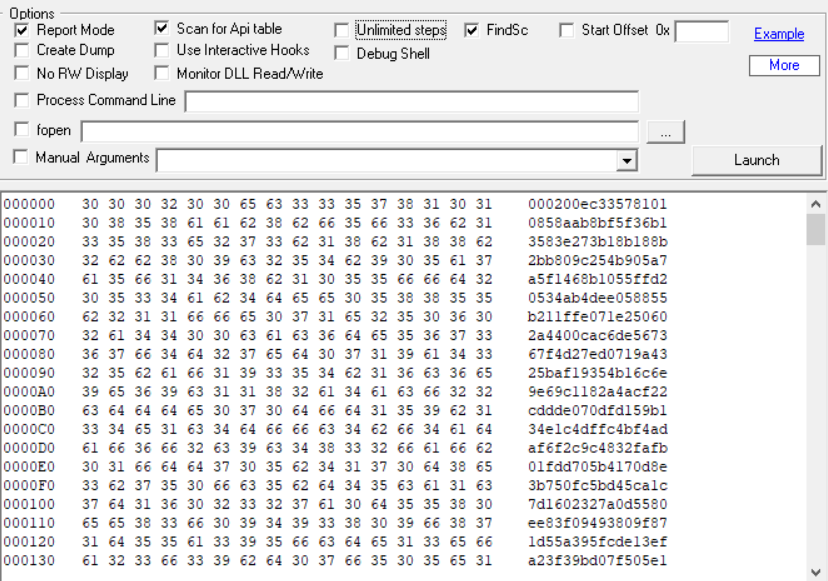 Options
Report Mode Scan for Api table Unlimited steps FindSc Start Offset 0x Example
Create Dump Use Interactive Hooks Debug Shell More
No RW Display Monitor DLL Read/Write
Process Command Line
fopen ...
Manual Arguments Launch
000000 30 30 30 32 30 30 65 63 33 33 35 37 38 31 30 31 000200ec33578101
000010 30 38 35 38 61 61 62 38 62 66 35 66 33 36 62 31 0858aab8bf5f36b1
000020 33 35 38 33 65 32 37 33 62 31 38 62 31 38 38 62 3583e273b18b188b
000030 32 62 62 38 30 39 63 32 35 34 62 39 30 35 61 37 2bb809c254b905a7
000040 61 35 66 31 34 36 38 62 31 30 35 35 66 66 64 32 a5f1468b1055ffd2
000050 30 35 33 34 61 62 34 64 65 65 30 35 38 38 35 35 0534ab4dee058855
000060 62 32 31 31 66 66 65 30 37 31 65 32 35 30 36 30 b211ffe071e25060
000070 32 61 34 34 30 30 63 61 63 36 64 65 35 36 37 33 2a4400cac6de5673
000080 36 37 66 34 64 32 37 65 64 30 37 31 39 61 34 33 67f4d27ed0719a43
000090 32 35 62 61 66 31 39 33 35 34 62 31 36 63 36 65 25baf19354b16c6e
0000A0 39 65 36 39 63 31 31 38 32 61 34 61 63 66 32 32 9e69c1182a4acf22
0000B0 63 64 64 64 65 30 37 30 64 66 64 31 35 39 62 31 cddde070dfd159b1
0000C0 33 34 65 31 63 34 64 66 66 63 34 62 66 34 61 64 34e1c4dffc4bf4ad
0000D0 61 66 36 66 32 63 39 63 34 38 33 32 66 61 66 62 af6f2c9c4832fafb
0000E0 30 31 66 64 64 37 30 35 62 34 31 37 30 64 38 65 01fdd705b4170d8e
0000F0 33 62 37 35 30 66 63 35 62 64 34 35 63 61 31 63 3b750fc5bd45ca1c
000100 37 64 31 36 30 32 33 32 37 61 30 64 35 35 38 30 7d1602327a0d5580
000110 65 65 38 33 66 30 39 34 39 33 38 30 39 66 38 37 ee83f09493809f87
000120 31 64 35 35 61 33 39 35 66 63 64 65 31 33 65 66 1d55a395fcde13ef
000130 61 32 33 66 33 39 62 64 30 37 66 35 30 35 65 31 a23f39bd07f505e1